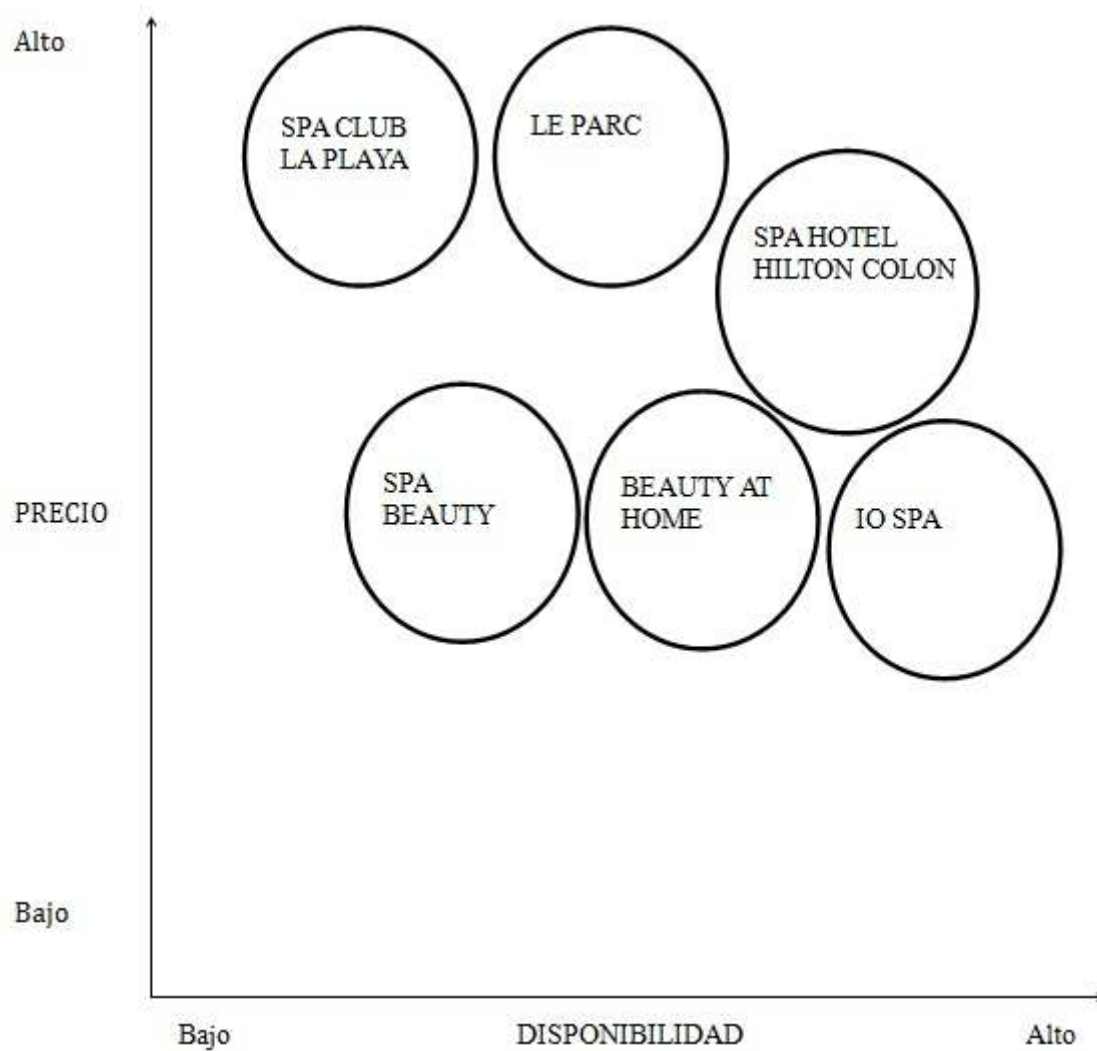 Alto
SPA CLUB
LA PLAYA
LE PARC
SPA HOTEL
HILTON COLON
PRECIO
SPA
BEAUTY
BEAUTY AT
HOME
IO SPA
Bajo
Bajo
DISPONIBILIDAD
Alto